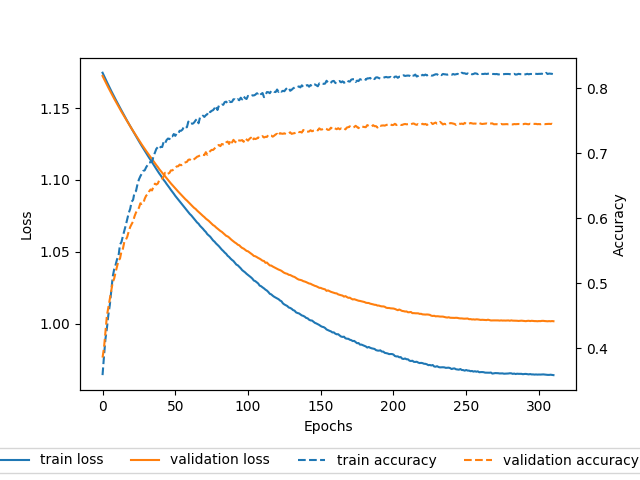 1.15
1.10
1.05
1.00
Loss
0.8
0.7
0.6
0.5
0.4
Accuracy
0 50 100 150 200 250 300
Epochs
train loss validation loss train accuracy validation accuracy